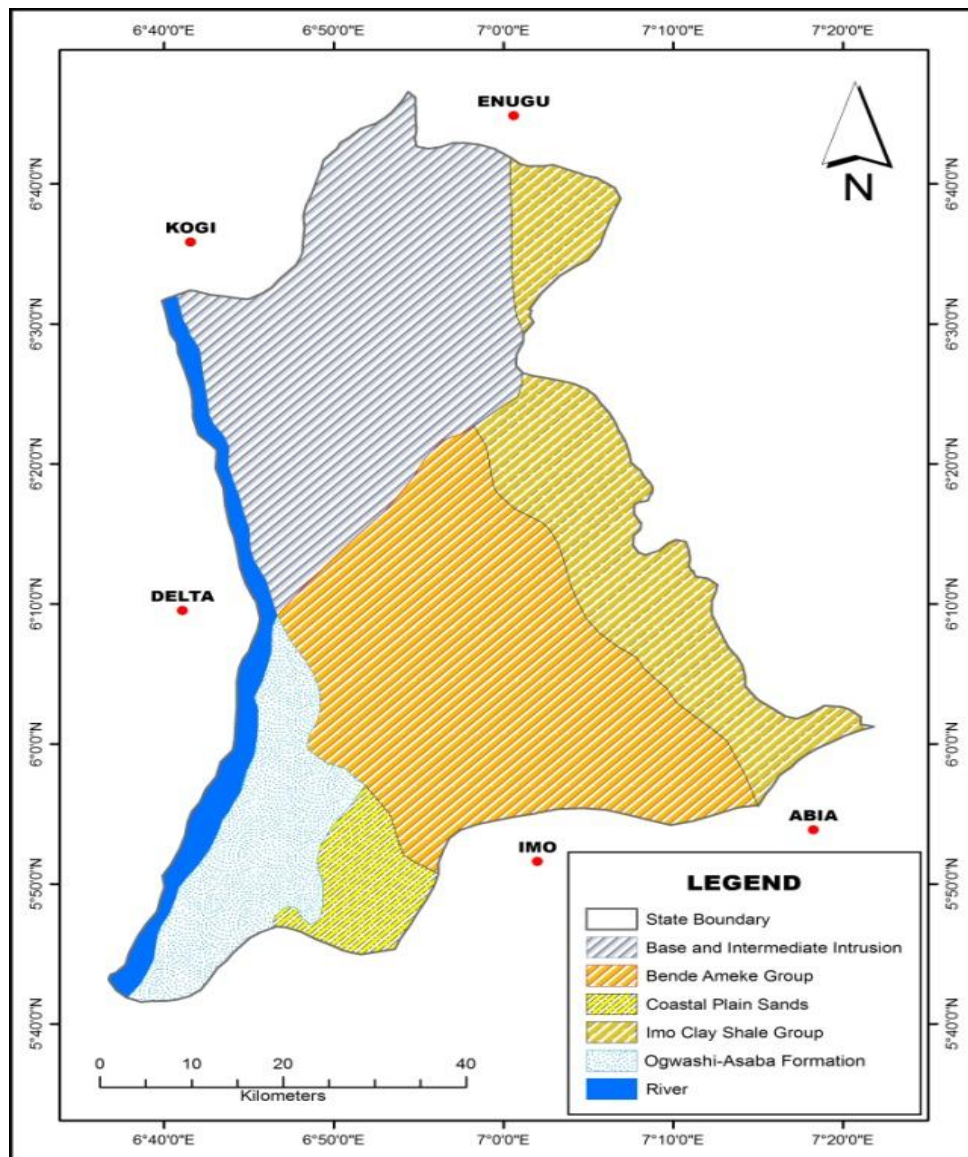 6°40'0"E 6°50'0"E 7°0'0"E 7°10'0"E 7°20'0"E
ENUGU
N
6°40'0"N 6°40'0"N
KOGI
6°30'0"N 6°30'0"N
6°20'0"N 6°20'0"N
DELTA
6°10'0"N 6°10'0"N
6°0'0"N 6°0'0"N
ABIA
IMO
5°50'0"N 5°50'0"N
LEGEND
State Boundary
Base and Intermediate Intrusion
Bende Ameke Group
Coastal Plain Sands
Imo Clay Shale Group
Ogwashi-Asaba Formation
River
5°40'0"N 5°40'0"N
0 10 20 40
Kilometers
6°40'0"E 6°50'0"E 7°0'0"E 7°10'0"E 7°20'0"E